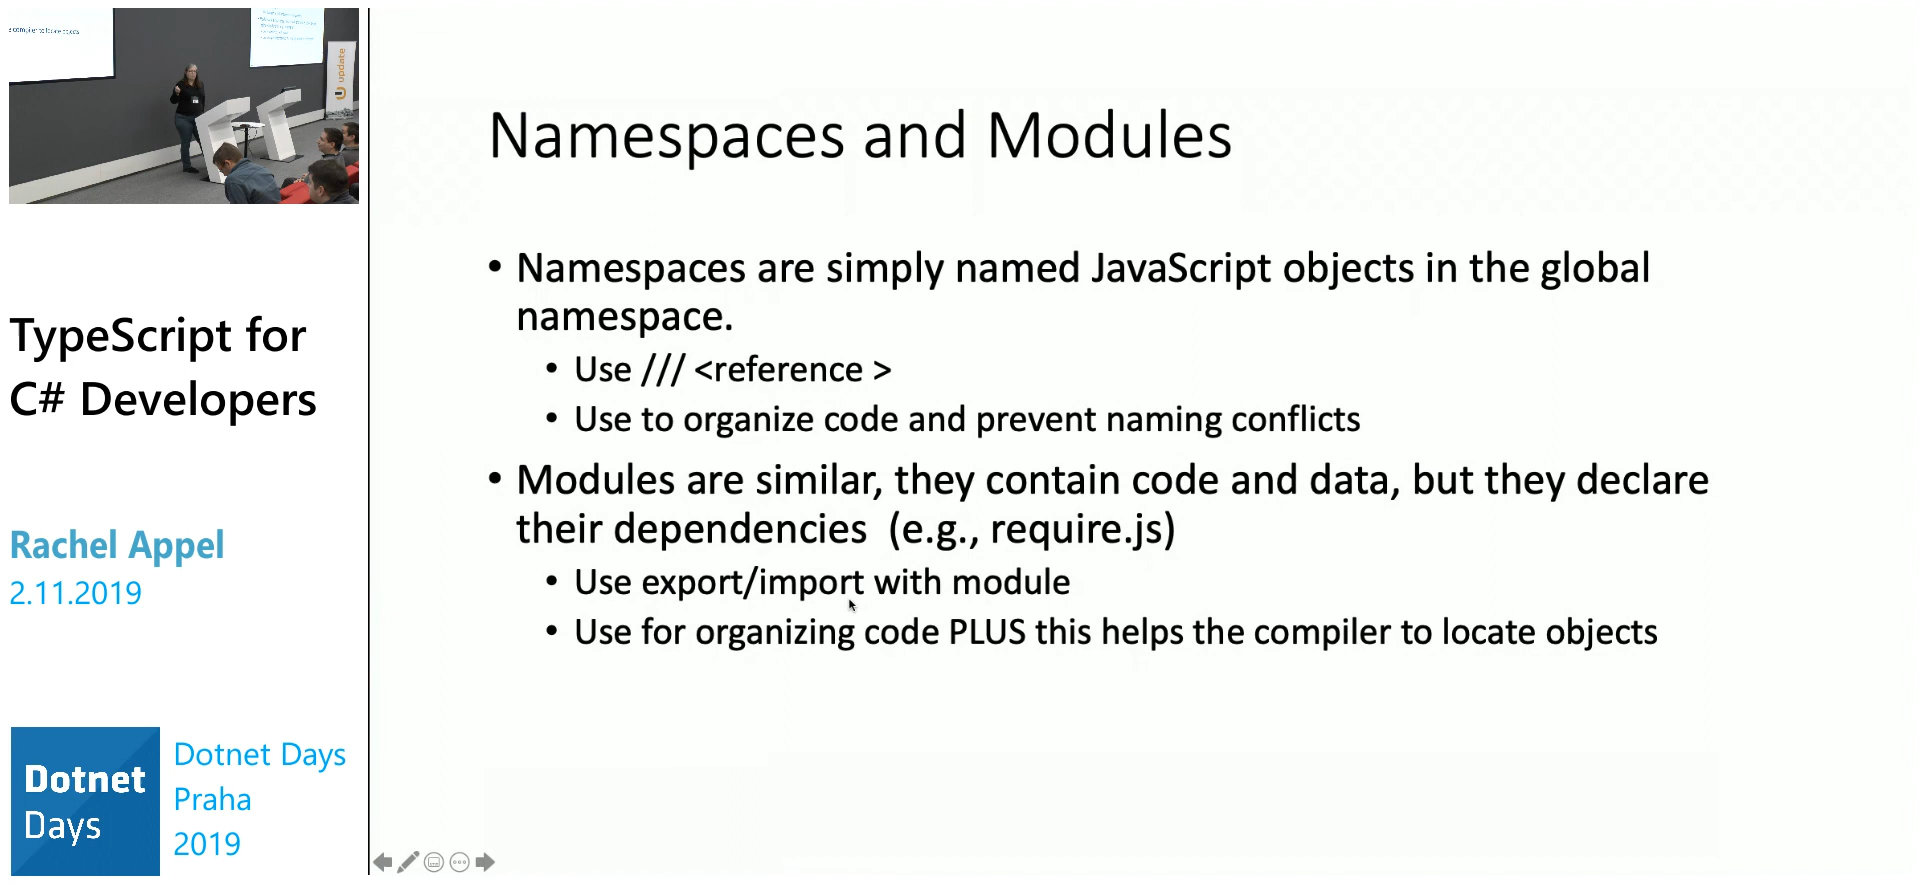 update
TypeScript for
C# Developers
Rachel Appel
2.11.2019
Dotnet
Days
Dotnet Days
Praha
2019
Namespaces and Modules
• Namespaces are simply named JavaScript objects in the global
namespace.
• Use /// <reference >
• Use to organize code and prevent naming conflicts
• Modules are similar, they contain code and data, but they declare
their dependencies  (e.g., require.js)
• Use export/import with module
• Use for organizing code PLUS this helps the compiler to locate objects